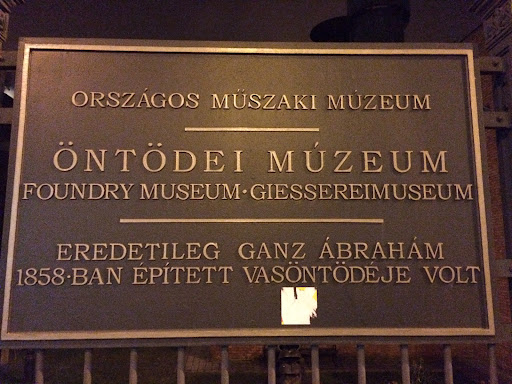 ORSZÁGOS MŰSZAKI MÚZEUM
ÖNTÖDEI MÚZEUM
FOUNDRY MUSEUM·GIESSEREIMUSEUM
EREDETILEG GANZ ÁBRAHÁM
1858·BAN ÉPÍTETT VASÖNTÖDÉJE VOLT